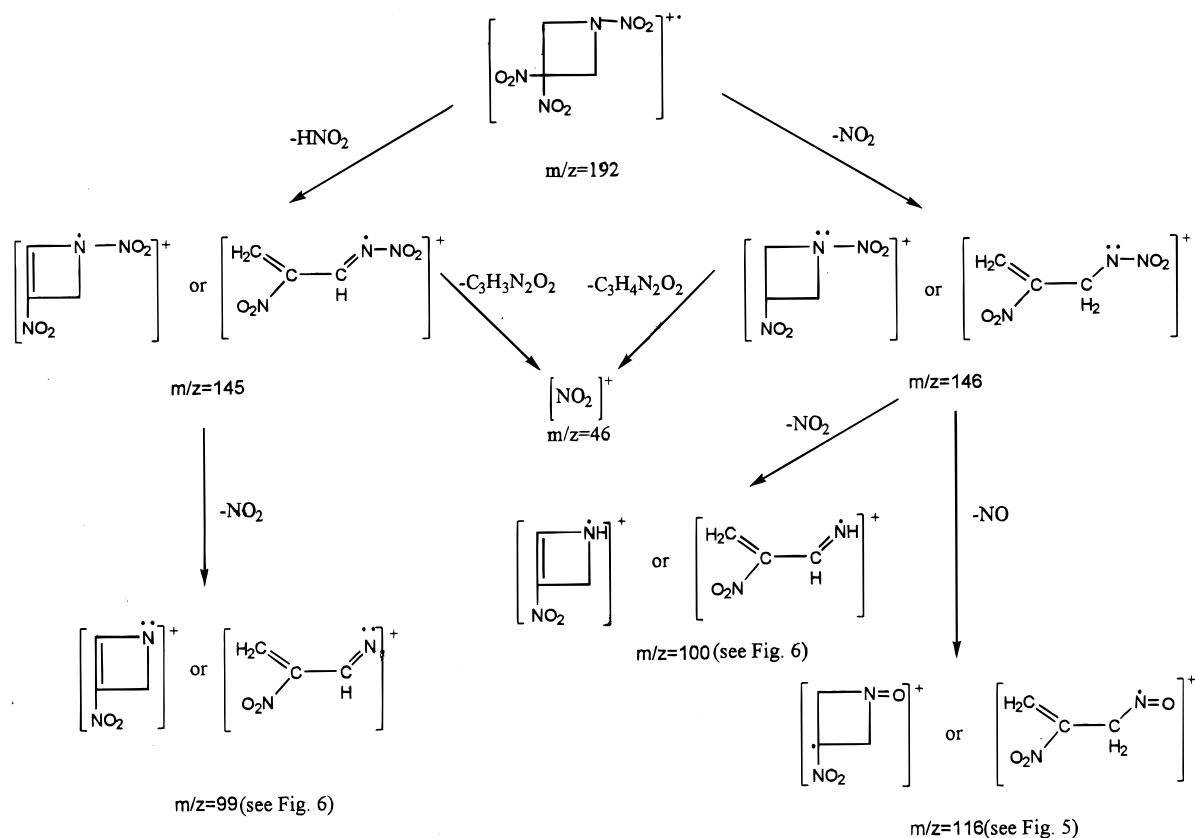 N—NO2
+•
O2N
NO2
-HNO2
-NO2
m/z=192
N—NO2
+
or
H2C
C
C
H
N—NO2
O2N
+
NO2
-C3H3N2O2
-C3H4N2O2
N—NO2
+
or
H2C
C
C
H2
N—NO2
O2N
+
NO2
m/z=145
[NO2]+
m/z=46
m/z=146
-NO2
-NO2
-NO
NH
+
or
H2C
C
C
H
NH
O2N
+
NO2
m/z=100(see Fig. 6)
N
+
or
H2C
C
C
H
N
O2N
+
NO2
N=O
+
or
H2C
C
C
H2
N=O
O2N
+
NO2
m/z=99(see Fig. 6)
m/z=116(see Fig. 5)